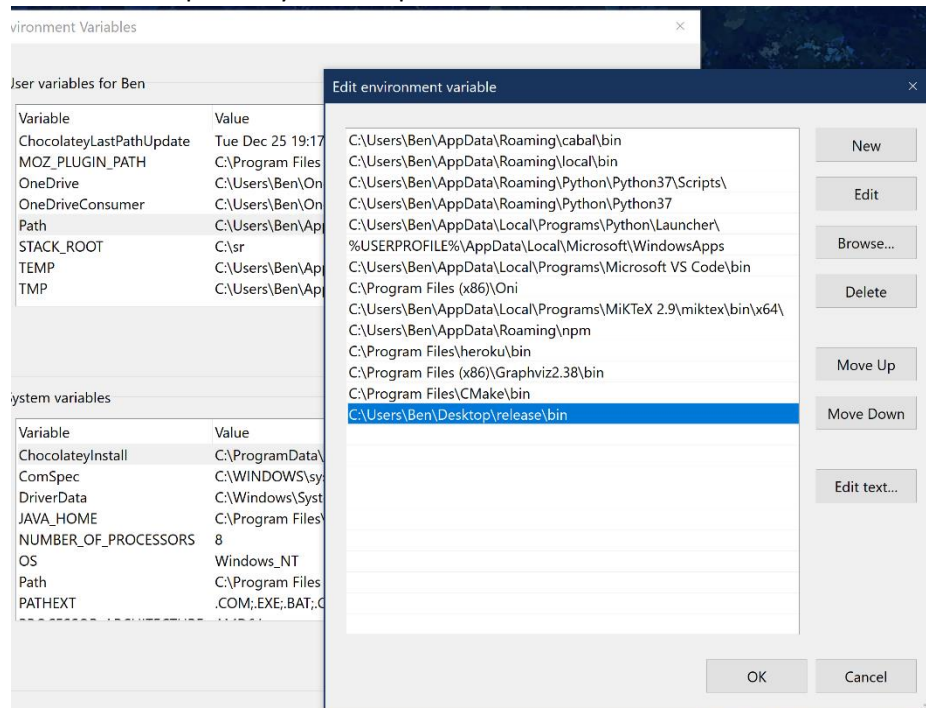 vironment Variables
User variables for Ben
Variable Value
ChocolateyLastPathUpdate Tue Dec 25 19:17
MOZ_PLUGIN_PATH C:\Program Files
OneDrive C:\Users\Ben\On
OneDriveConsumer C:\Users\Ben\On
Path C:\Users\Ben\Ap
STACK_ROOT C:\sr
TEMP C:\Users\Ben\Ap
TMP C:\Users\Ben\Ap
System variables
Variable Value
ChocolateyInstall C:\ProgramData\
ComSpec C:\WINDOWS\sy
DriverData C:\Windows\Syst
JAVA_HOME C:\Program Files\
NUMBER_OF_PROCESSORS 8
OS Windows_NT
Path C:\Program Files
PATHEXT .COM;.EXE;.BAT;.C
Edit environment variable
C:\Users\Ben\AppData\Roaming\cabal\bin
C:\Users\Ben\AppData\Roaming\local\bin
C:\Users\Ben\AppData\Roaming\Python\Python37\Scripts\
C:\Users\Ben\AppData\Roaming\Python\Python37
C:\Users\Ben\AppData\Local\Programs\Python\Launcher\
%USERPROFILE%\AppData\Local\Microsoft\WindowsApps
C:\Users\Ben\AppData\Local\Programs\Microsoft VS Code\bin
C:\Program Files (x86)\Oni
C:\Users\Ben\AppData\Local\Programs\MiKTeX 2.9\miktex\bin\x64\
C:\Users\Ben\AppData\Roaming\npm
C:\Program Files\heroku\bin
C:\Program Files (x86)\Graphviz2.38\bin
C:\Program Files\CMake\bin
C:\Users\Ben\Desktop\release\bin
New
Edit
Browse...
Delete
Move Up
Move Down
Edit text...
OK
Cancel